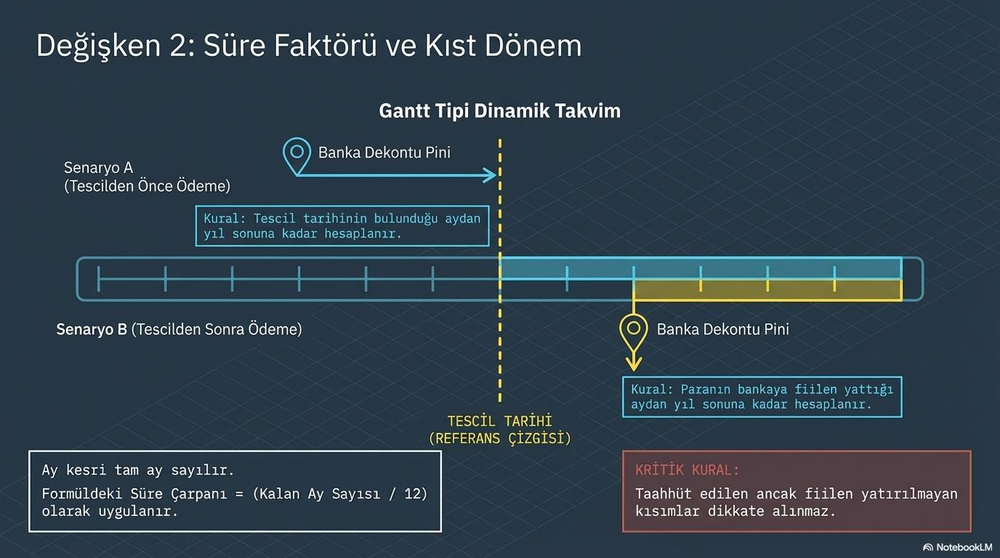 Değişken 2: Süre Faktörü ve Kıst Dönem
Gantt Tipi Dinamik Takvim
Banka Dekontu Pini
Senaryo A
(Tescilden Önce Ödeme)
Kural: Tescil tarihinin bulunduğu aydan
yıl sonuna kadar hesaplanır.
Senaryo B (Tescilden Sonra Ödeme)
Banka Dekontu Pini
Kural: Paranın bankaya fiilen yattığı
aydan yıl sonuna kadar hesaplanır.
TESCİL TARİHİ
(REFERANS ÇİZGİSİ)
Ay kesri tam ay sayılır.
Formüldeki Süre Çarpanı = (Kalan Ay Sayısı / 12)
olarak uygulanır.
KRİTİK KURAL:
Taahhüt edilen ancak fiilen yatırılmayan
kısımlar dikkate alınmaz.
NotebookLM